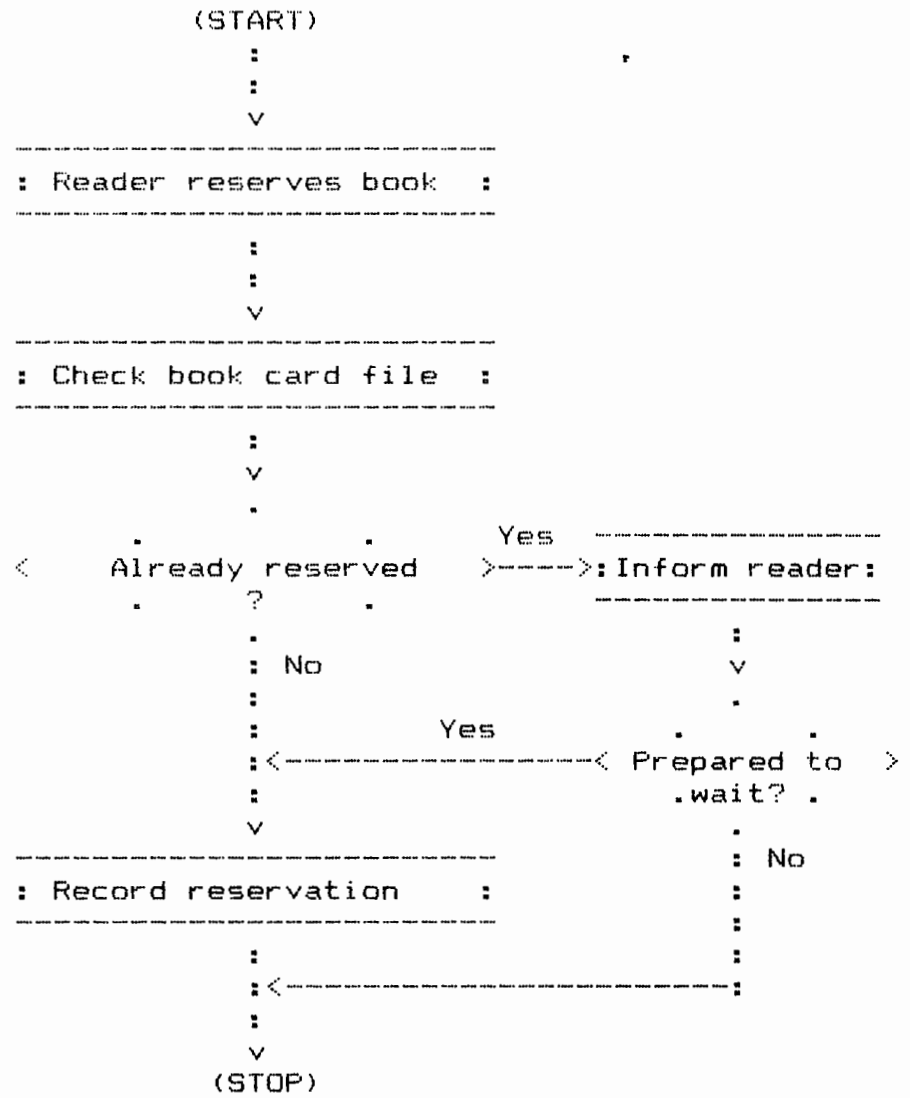 (START)
Reader reserves book
Check book card file
Yes
Already reserved
Inform reader
?
No
Yes
Prepared to
wait?
No
Record reservation
(STOP)